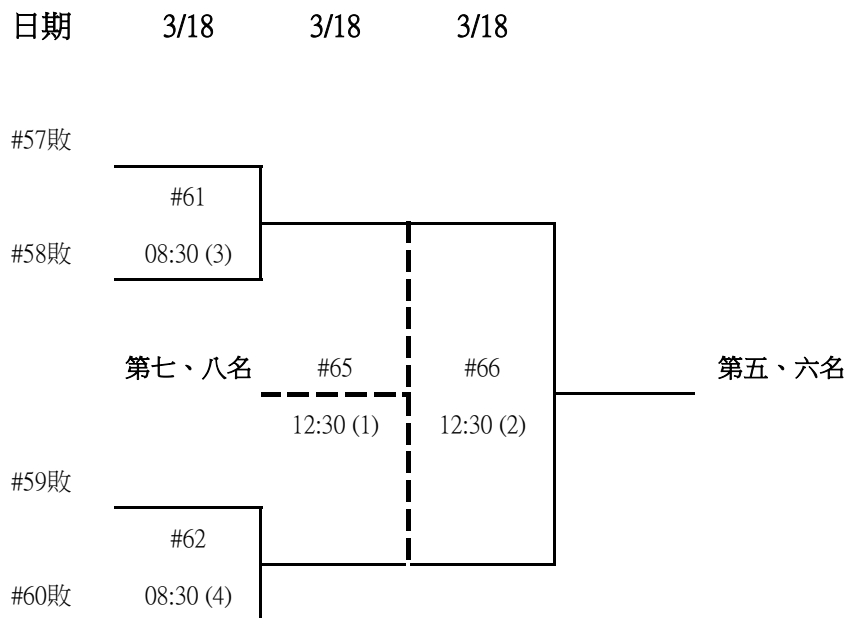 日期 3/18 3/18 3/18
#57敗
#61
#58敗 08:30 (3)
第七、八名 #65 #66 第五、六名
12:30 (1) 12:30 (2)
#59敗
#62
#60敗 08:30 (4)